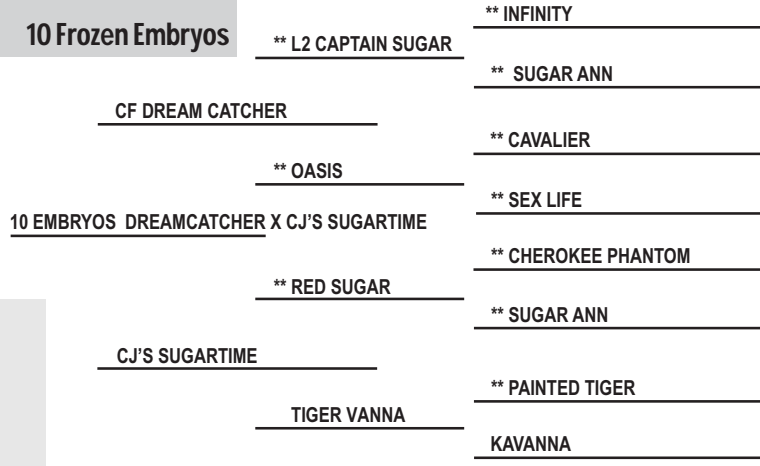 10 Frozen Embryos
** INFINITY
** L2 CAPTAIN SUGAR
** SUGAR ANN
CF DREAM CATCHER
** CAVALIER
** OASIS
** SEX LIFE
10 EMBRYOS DREAMCATCHER X CJ'S SUGARTIME
** CHEROKEE PHANTOM
** RED SUGAR
** SUGAR ANN
CJ'S SUGARTIME
** PAINTED TIGER
TIGER VANNA
KAVANNA